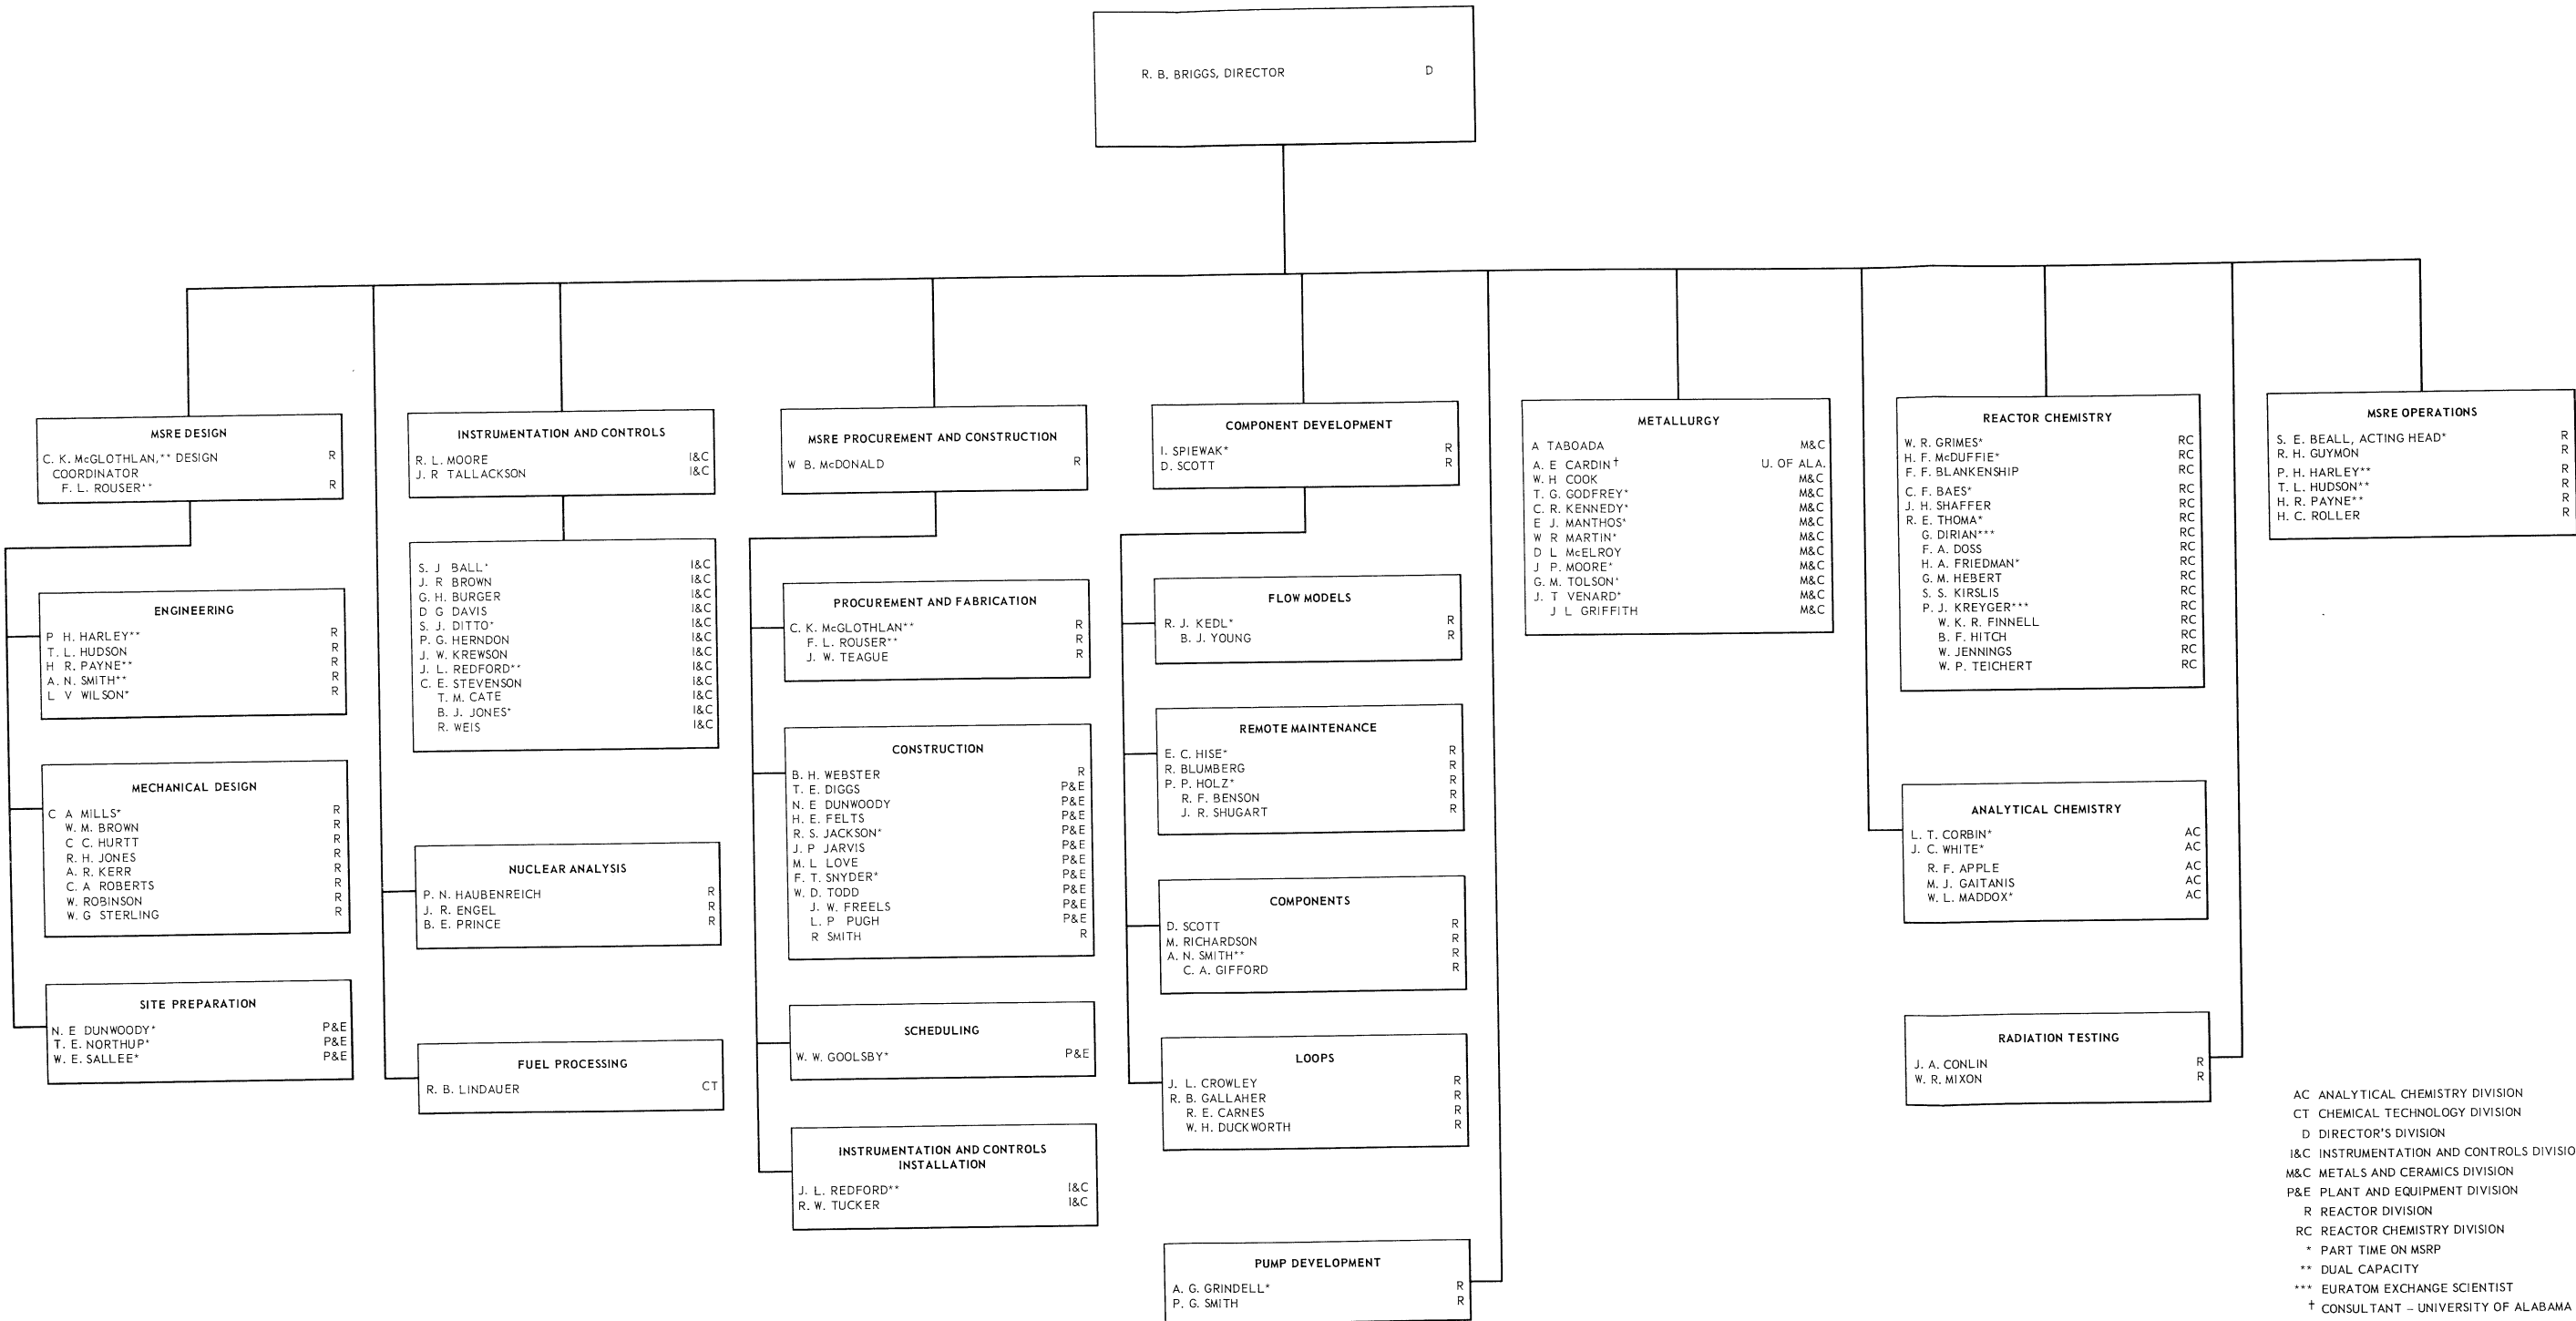 R. B. BRIGGS, DIRECTOR D
MSRE DESIGN
C. K. McGLOTHLAN,** DESIGN R
COORDINATOR
F. L. ROUSER** R
ENGINEERING
P H. HARLEY** R
T. L. HUDSON R
H R. PAYNE** R
A. N. SMITH** R
L V WILSON* R
MECHANICAL DESIGN
C A MILLS* R
W. M. BROWN R
C C. HURTT R
R. H. JONES R
A. R. KERR R
C. A ROBERTS R
W. ROBINSON R
W. G STERLING R
SITE PREPARATION
N. E DUNWOODY* P&E
T. E. NORTHUP* P&E
W. E. SALLEE* P&E
INSTRUMENTATION AND CONTROLS
R. L. MOORE I&C
J. R TALLACKSON I&C
S. J BALL* I&C
J. R BROWN I&C
G. H. BURGER I&C
D G DAVIS I&C
S. J. DITTO* I&C
P. G. HERNDON I&C
J. W. KREWSON I&C
J. L. REDFORD** I&C
C. E. STEVENSON I&C
T. M. CATE I&C
B. J. JONES* I&C
R. WEIS I&C
NUCLEAR ANALYSIS
P. N. HAUBENREICH R
J. R. ENGEL R
B. E. PRINCE R
FUEL PROCESSING
R. B. LINDAUER CT
MSRE PROCUREMENT AND CONSTRUCTION
W B. McDONALD R
PROCUREMENT AND FABRICATION
C. K. McGLOTHLAN** R
F. L. ROUSER** R
J. W. TEAGUE R
CONSTRUCTION
B. H. WEBSTER R
T. E. DIGGS P&E
N. E DUNWOODY P&E
H. E. FELTS P&E
R. S. JACKSON* P&E
J. P JARVIS P&E
M. L LOVE P&E
F. T. SNYDER* P&E
W. D. TODD P&E
J. W. FREELS P&E
L. P PUGH P&E
R SMITH R
SCHEDULING
W. W. GOOLSBY* P&E
INSTRUMENTATION AND CONTROLS
INSTALLATION
J. L. REDFORD** I&C
R. W. TUCKER I&C
COMPONENT DEVELOPMENT
I. SPIEWAK* R
D. SCOTT R
FLOW MODELS
R. J. KEDL* R
B. J. YOUNG R
REMOTE MAINTENANCE
E. C. HISE* R
R. BLUMBERG R
P. P. HOLZ* R
R. F. BENSON R
J. R. SHUGART R
COMPONENTS
D. SCOTT R
M. RICHARDSON R
A. N. SMITH** R
C. A. GIFFORD R
LOOPS
J. L. CROWLEY R
R. B. GALLAHER R
R. E. CARNES R
W. H. DUCKWORTH R
PUMP DEVELOPMENT
A. G. GRINDELL* R
P. G. SMITH R
METALLURGY
A TABOADA M&C
A. E CARDIN† U. OF ALA.
W. H COOK M&C
T. G. GODFREY* M&C
C. R. KENNEDY* M&C
E J. MANTHOS* M&C
W R MARTIN* M&C
D L McELROY M&C
J P. MOORE* M&C
G. M. TOLSON* M&C
J. T VENARD* M&C
J L GRIFFITH M&C
REACTOR CHEMISTRY
W. R. GRIMES* RC
H. F. McDUFFIE* RC
F. F. BLANKENSHIP RC
C. F. BAES* RC
J. H. SHAFFER RC
R. E. THOMA* RC
G. DIRIAN*** RC
F. A. DOSS RC
H. A. FRIEDMAN* RC
G. M. HEBERT RC
S. S. KIRSLIS RC
P. J. KREYGER*** RC
W. K. R. FINNELL RC
B. F. HITCH RC
W. JENNINGS RC
W. P. TEICHERT RC
ANALYTICAL CHEMISTRY
L. T. CORBIN* AC
J. C. WHITE* AC
R. F. APPLE AC
M. J. GAITANIS AC
W. L. MADDOX* AC
RADIATION TESTING
J. A. CONLIN R
W. R. MIXON R
MSRE OPERATIONS
S. E. BEALL, ACTING HEAD* R
R. H. GUYMON R
P. H. HARLEY** R
T. L. HUDSON** R
H. R. PAYNE** R
H. C. ROLLER R
AC ANALYTICAL CHEMISTRY DIVISION
CT CHEMICAL TECHNOLOGY DIVISION
D DIRECTOR'S DIVISION
I&C INSTRUMENTATION AND CONTROLS DIVISIO
M&C METALS AND CERAMICS DIVISION
P&E PLANT AND EQUIPMENT DIVISION
R REACTOR DIVISION
RC REACTOR CHEMISTRY DIVISION
* PART TIME ON MSRP
** DUAL CAPACITY
*** EURATOM EXCHANGE SCIENTIST
† CONSULTANT – UNIVERSITY OF ALABAMA